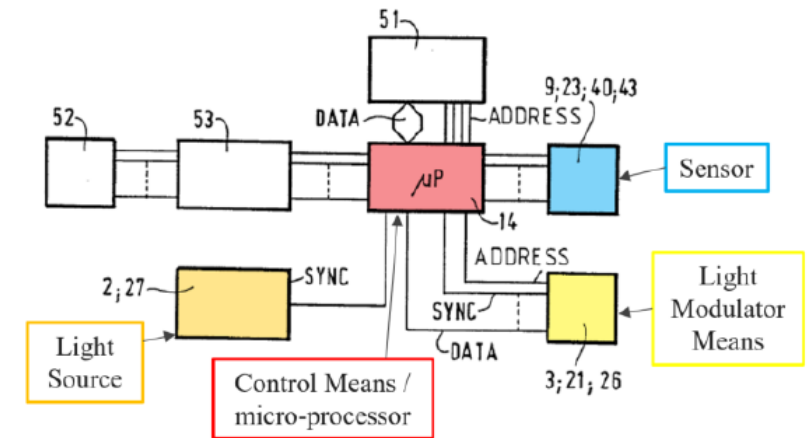 51
9;23;40;43
52
53
DATA
ADDRESS
μP
Sensor
14
ADDRESS
2;27
SYNC
SYNC
Light
Modulator
Means
Light
Source
DATA
3;21;26
Control Means /
micro-processor